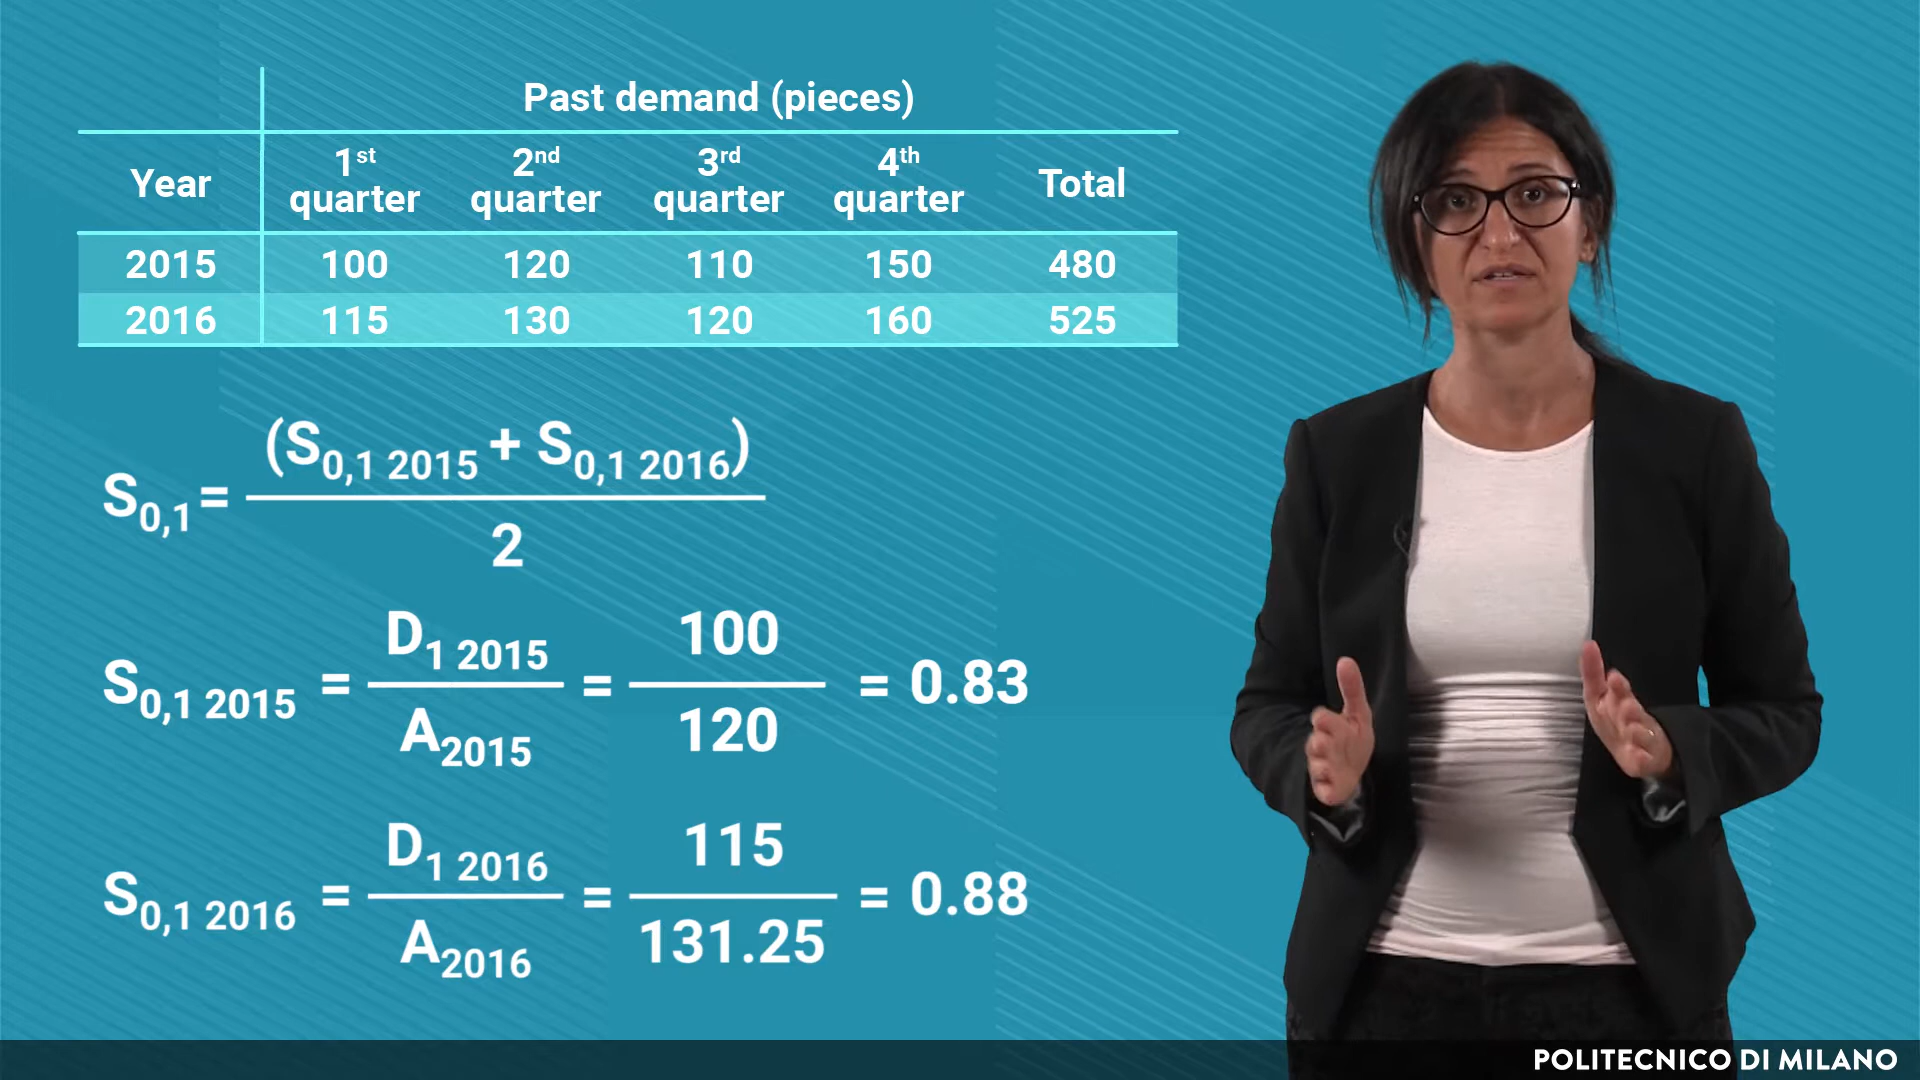 Past demand (pieces)
Year 1st quarter 2nd quarter 3rd quarter 4th quarter Total
2015 100 120 110 150 480
2016 115 130 120 160 525
S0,1 = (S0,1 2015 + S0,1 2016) / 2
S0,1 2015 = D1 2015 / A2015 = 100 / 120 = 0.83
S0,1 2016 = D1 2016 / A2016 = 115 / 131.25 = 0.88
POLITECNICO DI MILANO